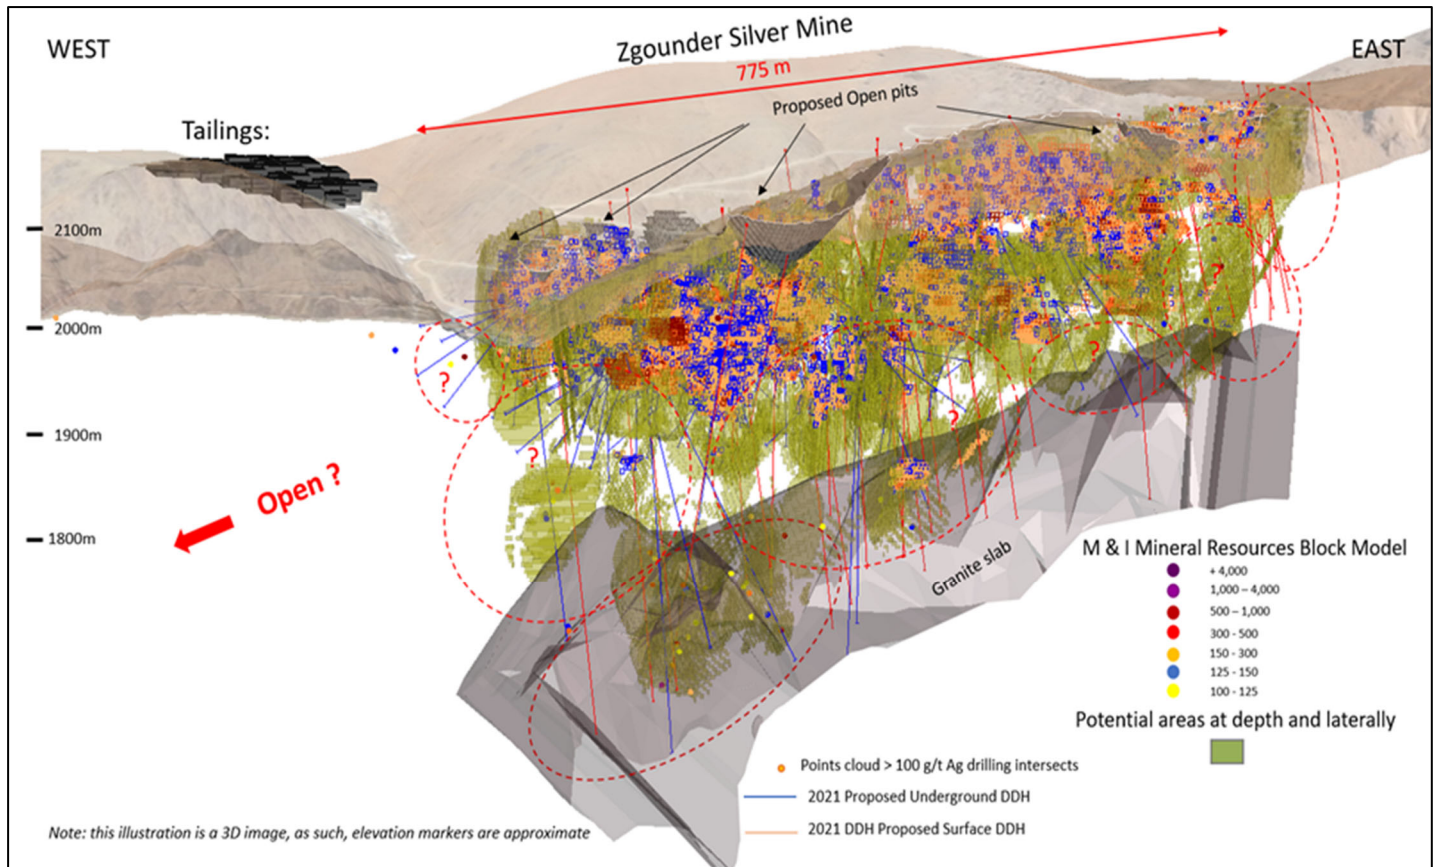 WEST
Zgounder Silver Mine
EAST
775 m
Proposed Open pits
Tailings:
2100m
2000m
1900m
1800m
?
?
?
?
?
Open ?
Granite slab
M & I Mineral Resources Block Model
+ 4,000
1,000 – 4,000
500 – 1,000
300 - 500
150 - 300
125 - 150
100 - 125
Potential areas at depth and laterally
Points cloud > 100 g/t Ag drilling intersects
2021 Proposed Underground DDH
2021 DDH Proposed Surface DDH
Note: this illustration is a 3D image, as such, elevation markers are approximate